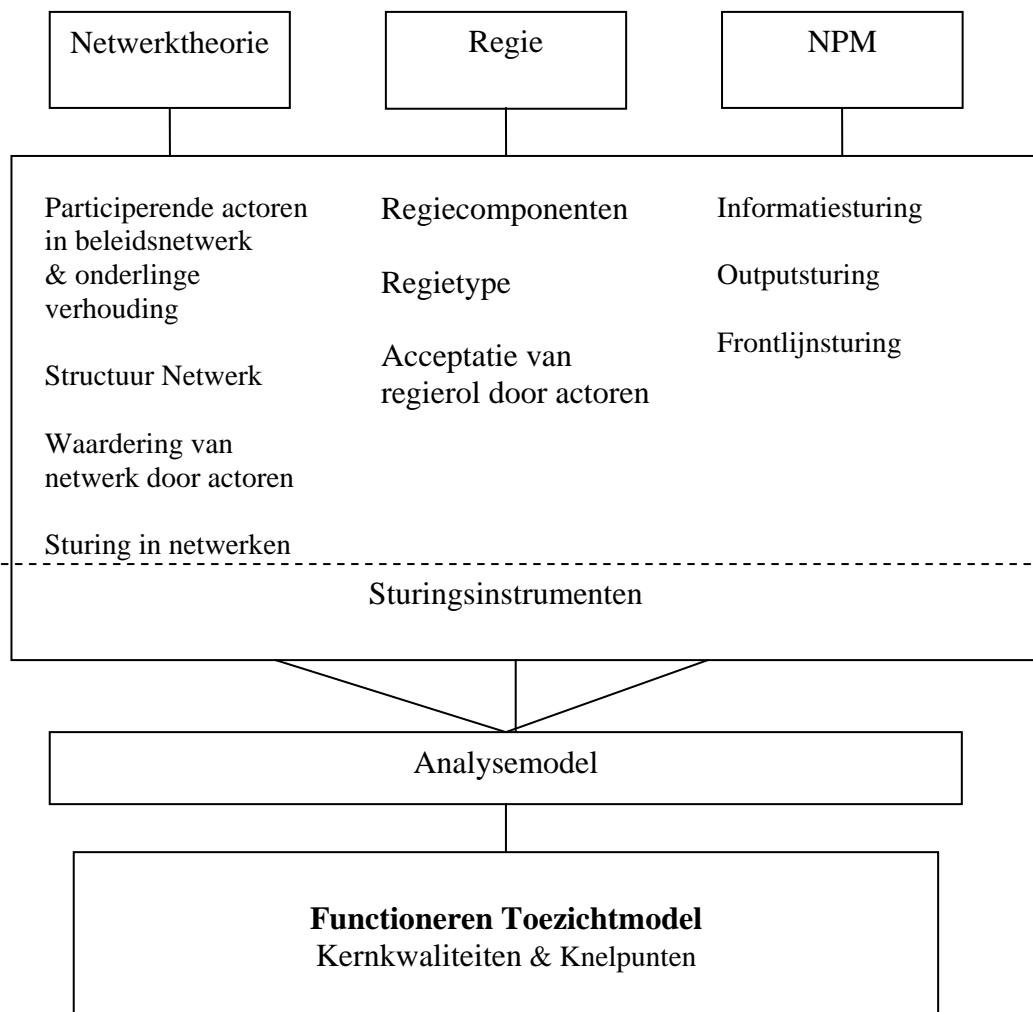 Netwerktheorie
Regie
NPM
Participerende actoren
in beleidsnetwerk
& onderlinge
verhouding
Structuur Netwerk
Waardering van
netwerk door actoren
Sturing in netwerken
Regiecomponenten
Regietype
Acceptatie van
regierol door actoren
Informatiesturing
Outputsturing
Frontlijnsturing
Sturingsinstrumenten
Analysemodel
Functioneren Toezichtmodel
Kernkwaliteiten & Knelpunten